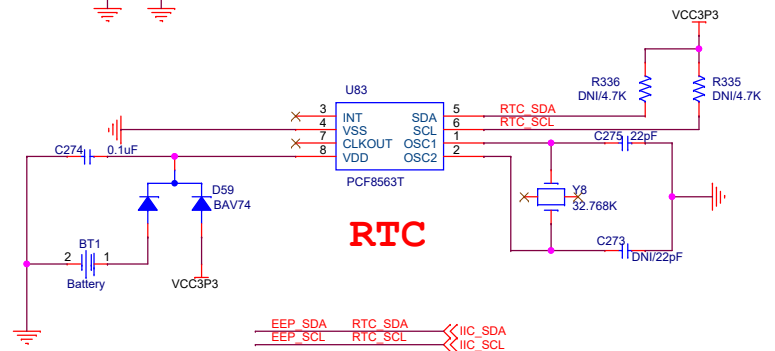 VCC3P3
U83
R336
DNI/4.7K
R335
DNI/4.7K
3 INT SDA 5 RTC_SDA
4 VSS SCL 6 RTC_SCL
7 CLKOUT OSC1 1 C275 22pF
8 VDD OSC2 2
C274 0.1uF
PCF8563T
D59
BAV74
Y8
32.768K
RTC
BT1
2 1
Battery
VCC3P3
C273
DNI/22pF
EEP_SDA RTC_SDA IIC_SDA
EEP_SCL RTC_SCL IIC_SCL